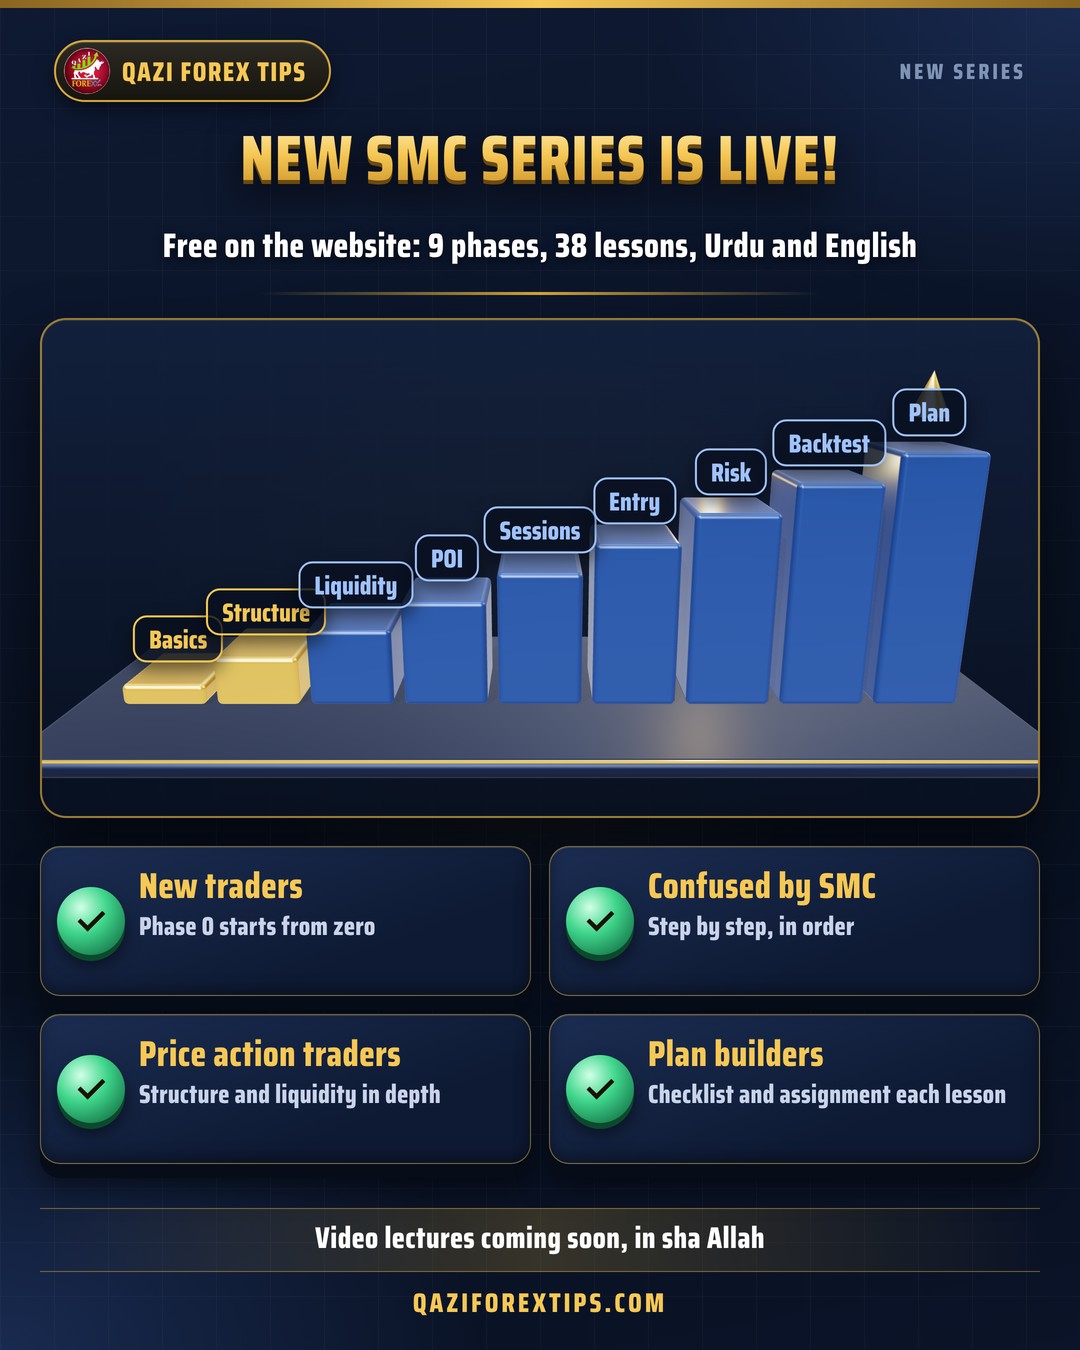 QAZI FOREX TIPS
NEW SERIES
NEW SMC SERIES IS LIVE!
Free on the website: 9 phases, 38 lessons, Urdu and English
Plan
Backtest
Risk
Entry
Sessions
POI
Liquidity
Structure
Basics
New traders
Phase 0 starts from zero
Confused by SMC
Step by step, in order
Price action traders
Structure and liquidity in depth
Plan builders
Checklist and assignment each lesson
Video lectures coming soon, in sha Allah
QAZIFOREXTIPS.COM